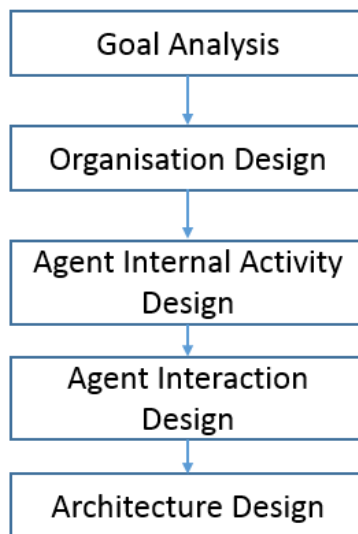 Goal Analysis
Organisation Design
Agent Internal Activity
Design
Agent Interaction
Design
Architecture Design